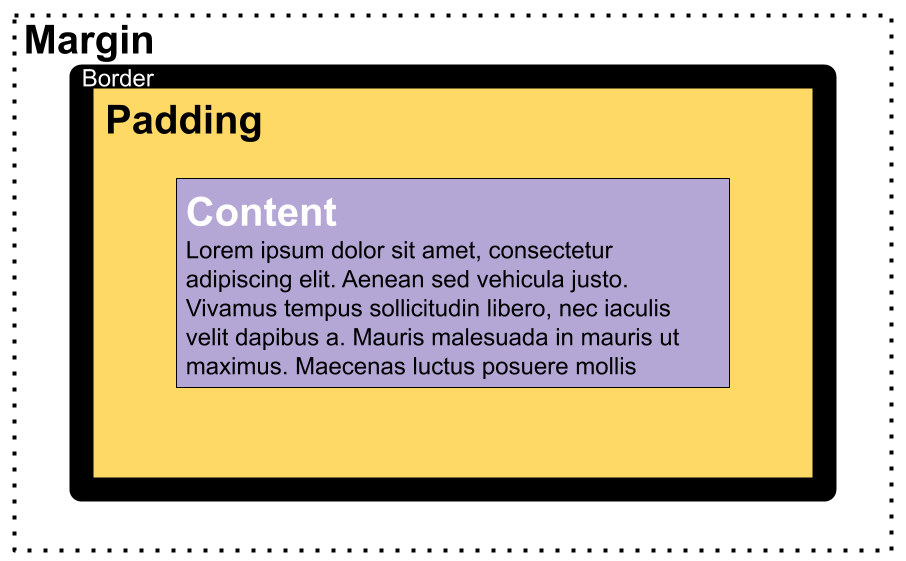 Margin
Border
Padding
Content
Lorem ipsum dolor sit amet, consectetur
adipiscing elit. Aenean sed vehicula justo.
Vivamus tempus sollicitudin libero, nec iaculis
velit dapibus a. Mauris malesuada in mauris ut
maximus. Maecenas luctus posuere mollis